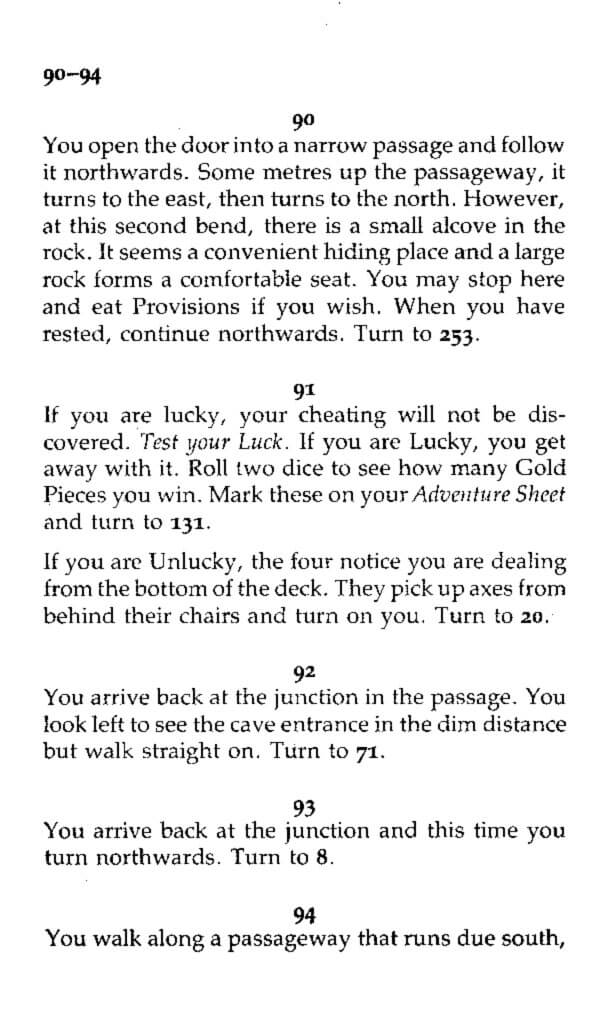 90–94
90
You open the door into a narrow passage and follow
it northwards. Some metres up the passageway, it
turns to the east, then turns to the north. However,
at this second bend, there is a small alcove in the
rock. It seems a convenient hiding place and a large
rock forms a comfortable seat. You may stop here
and eat Provisions if you wish. When you have
rested, continue northwards. Turn to 253.
91
If you are lucky, your cheating will not be dis-
covered. Test your Luck. If you are Lucky, you get
away with it. Roll two dice to see how many Gold
Pieces you win. Mark these on your Adventure Sheet
and turn to 131.
If you are Unlucky, the four notice you are dealing
from the bottom of the deck. They pick up axes from
behind their chairs and turn on you. Turn to 20.
92
You arrive back at the junction in the passage. You
look left to see the cave entrance in the dim distance
but walk straight on. Turn to 71.
93
You arrive back at the junction and this time you
turn northwards. Turn to 8.
94
You walk along a passageway that runs due south,